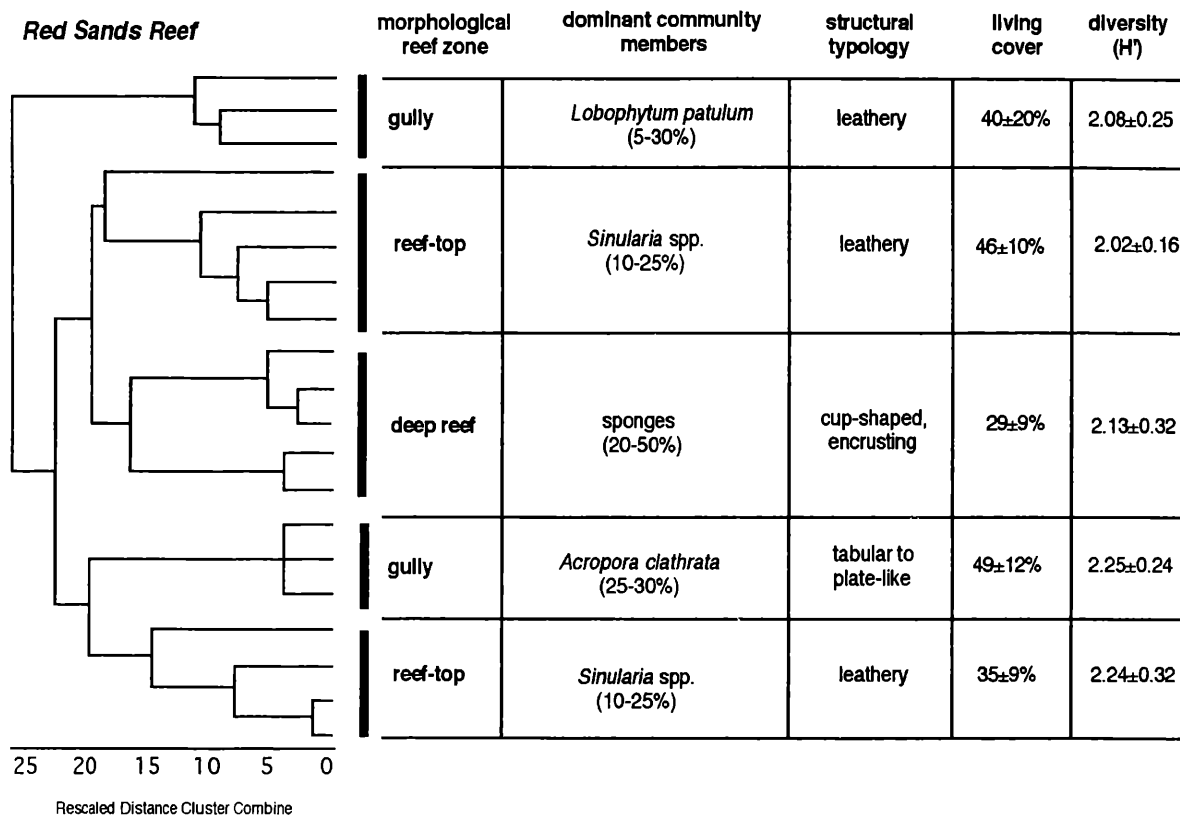 Red Sands Reef
morphological reef zone
dominant community members
structural typology
living cover
diversity (H')
gully
Lobophytum patulum
(5-30%)
leathery
40±20%
2.08±0.25
reef-top
Sinularia spp.
(10-25%)
leathery
46±10%
2.02±0.16
deep reef
sponges
(20-50%)
cup-shaped,
encrusting
29±9%
2.13±0.32
gully
Acropora clathrata
(25-30%)
tabular to
plate-like
49±12%
2.25±0.24
reef-top
Sinularia spp.
(10-25%)
leathery
35±9%
2.24±0.32
25 20 15 10 5 0
Rescaled Distance Cluster Combine